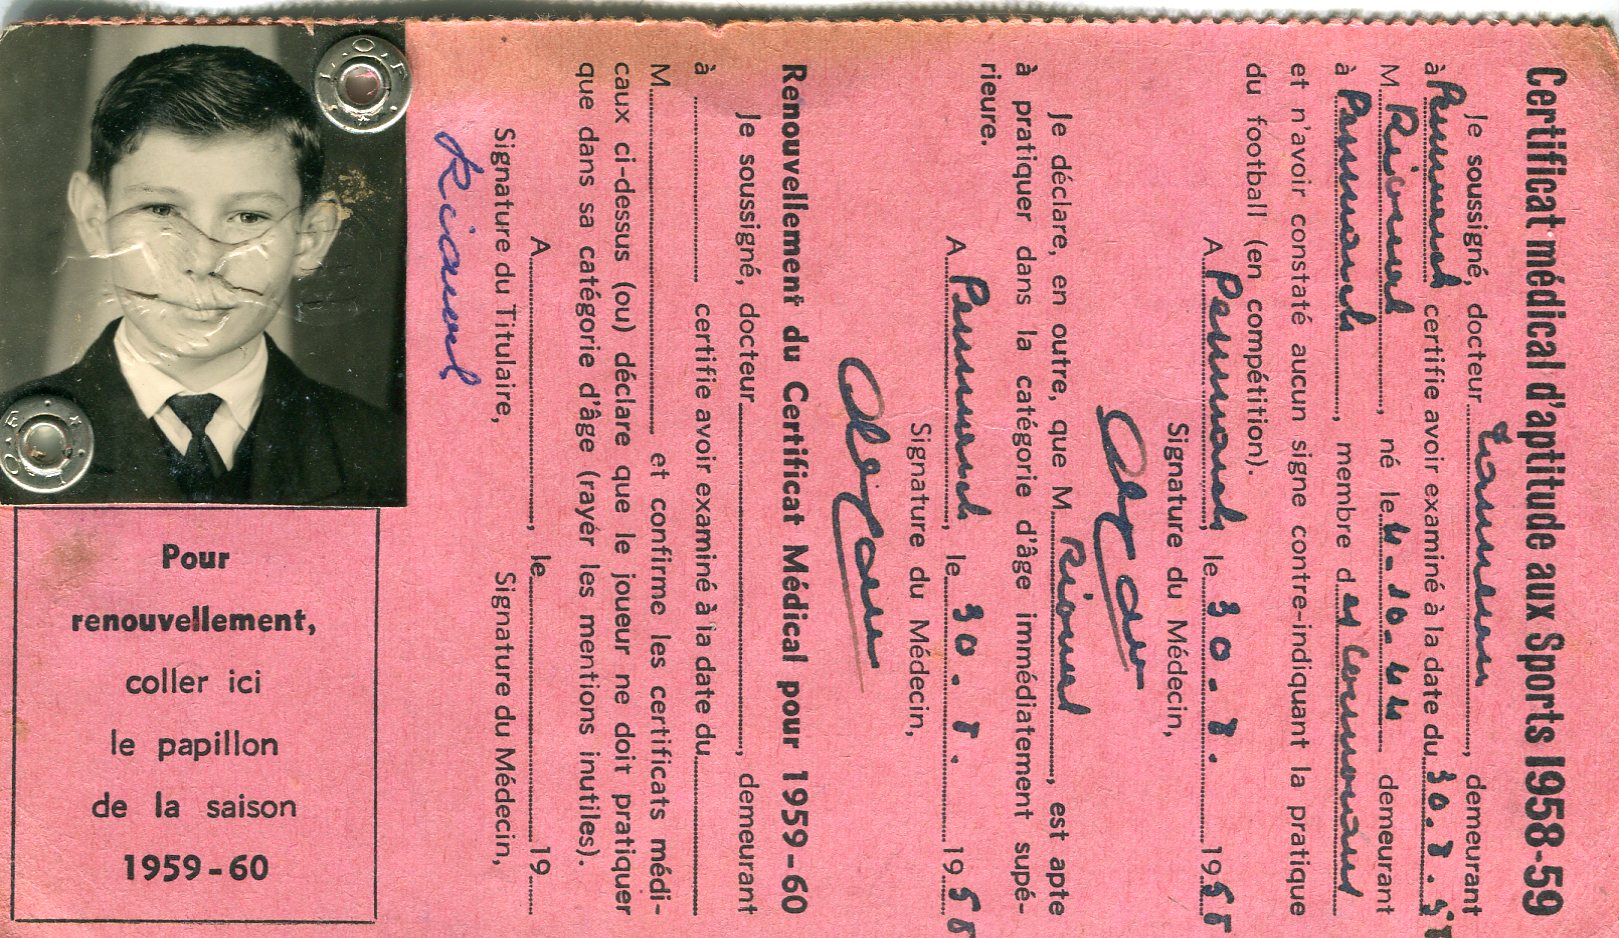 Certificat médical d'aptitude aux Sports 1958-59
Je soussigné, docteur, demeurant
à certifie avoir examiné à la date du 30.8.58
M. , né le 4-10-44 demeurant
à , membre d
et n'avoir constaté aucun signe contre-indiquant la pratique
du football (en compétition).
A , le 30.8. 1958
Signature du Médecin,
Je déclare, en outre, que M. , est apte
à pratiquer dans la catégorie d'âge immédiatement supé-
rieure.
A , le 30.8. 1958
Signature du Médecin,
Renouvellement du Certificat Médical pour 1959-60
Je soussigné, docteur, demeurant
à certifie avoir examiné à la date du
M. et confirme les certificats médi-
caux ci-dessus (ou) déclare que le joueur ne doit pratiquer
que dans sa catégorie d'âge (rayer les mentions inutiles).
A , le 19
Signature du Titulaire, Signature du Médecin,
Pour
renouvellement,
coller ici
le papillon
de la saison
1959-60